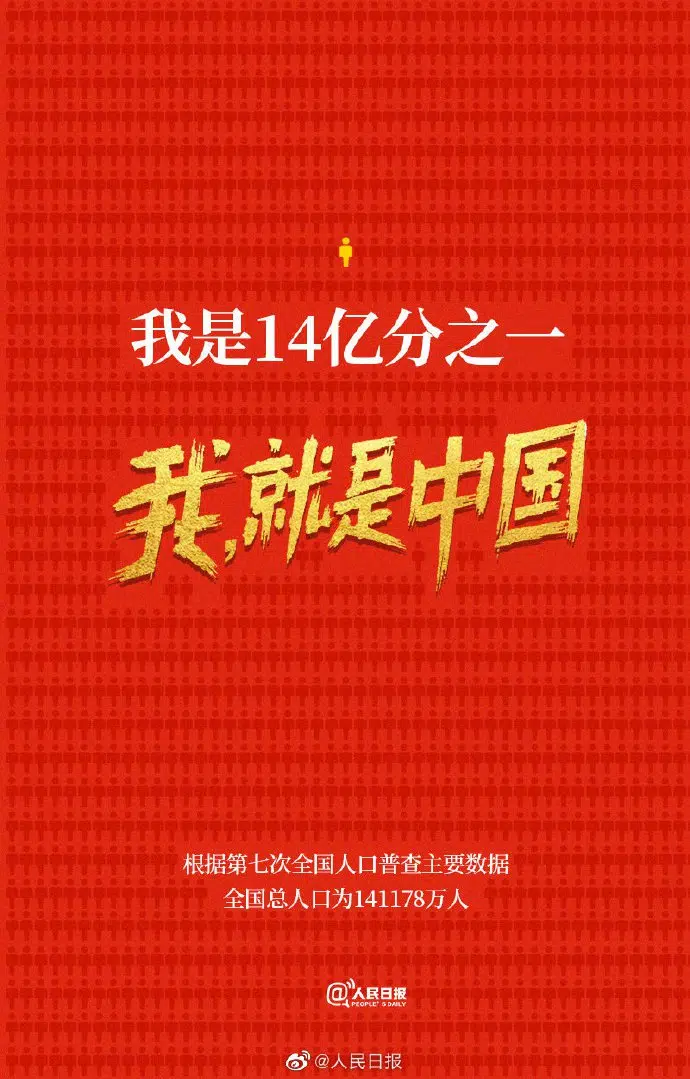 我是14亿分之一
我,就是中国
根据第七次全国人口普查主要数据
全国总人口为141178万人
@人民日报
PEOPLE'S DAILY
@人民日报